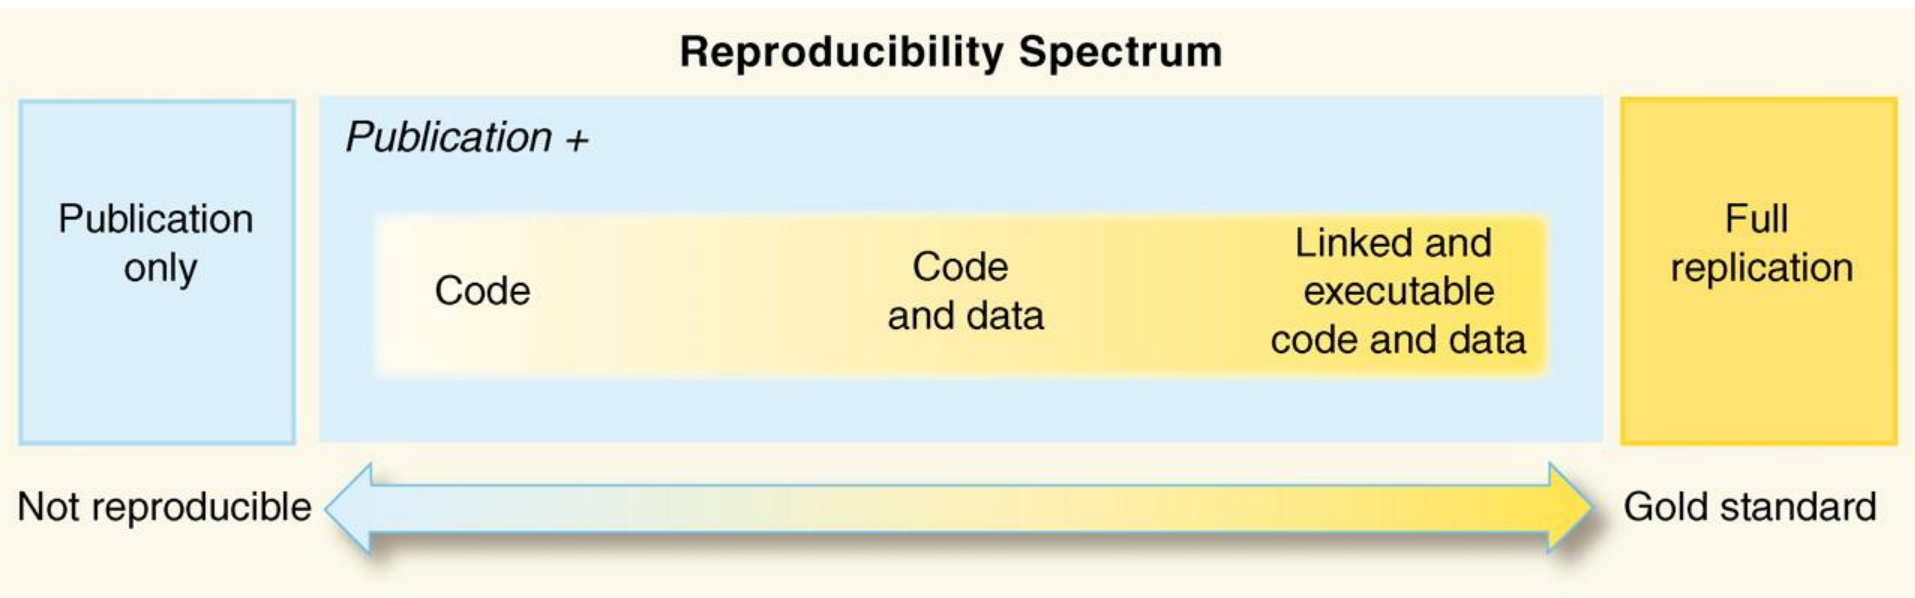 Reproducibility Spectrum
Publication
only
Publication +
Code
Code
and data
Linked and
executable
code and data
Full
replication
Not reproducible
Gold standard